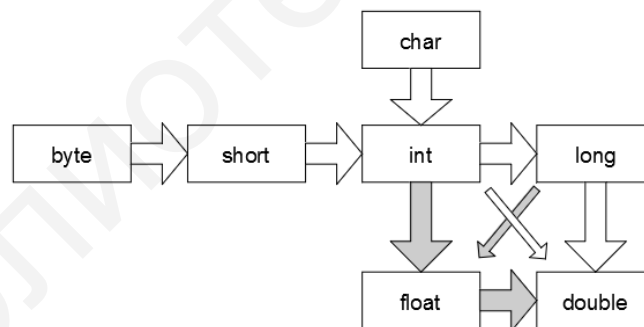 char
byte
short
int
long
float
double